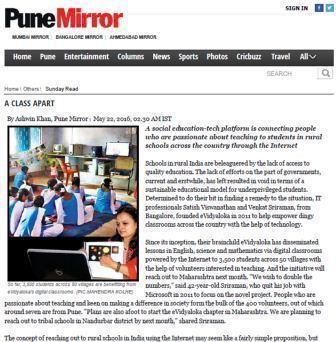 PuneMirror
SIGN IN
MUMBAI MIRROR | BANGALORE MIRROR | AHMEDABAD MIRROR
Home Pune Entertainment Columns News Sports Photos Cricbuzz Travel All
SEARCH
Home | Others | Sunday Read
A CLASS APART
By Ashwin Khan, Pune Mirror | May 22, 2016, 02.30 AM IST
A social education-tech platform is connecting people
who are passionate about teaching to students in rural
schools across the country through the Internet
Schools in rural India are beleaguered by the lack of access to
quality education. The lack of efforts on the part of governments,
current and erstwhile, has left resulted in void in terms of a
sustainable educational model for underprivileged students.
Determined to do their bit in finding a remedy to the situation, IT
professionals Satish Viswanathan and Venkat Sriraman, from
Bangalore, founded eVidyaloka in 2011 to help empower dingy
classrooms across the country with the help of technology.
Since its inception, their brainchild eVidyaloka has disseminated
lessons in English, science and mathematics via digital classrooms
powered by the Internet to 3,500 students across 50 villages with
the help of volunteers interested in teaching. And the initiative
will reach out to Maharashtra next month. "We wish to double the
numbers," said 42-year-old Sriraman, who quit his job with
Microsoft in 2011 to focus on the novel project. People who are
So far, 3,500 students across 50 villages are benefitting from
eVidyaloka's digital classrooms (PIC: MAHENDRA KOLHE)
passionate about teaching and keen on making a difference in society form the bulk of the 400 volunteers, out of which
around seven are from Pune. "Plans are also afoot to start the eVidyaloka chapter in Maharashtra. We are planning to
reach out to tribal schools in Nandurbar district by next month," shared Sriraman.
The concept of reaching out to rural schools in India using the Internet may seem like a fairly simple proposition, but